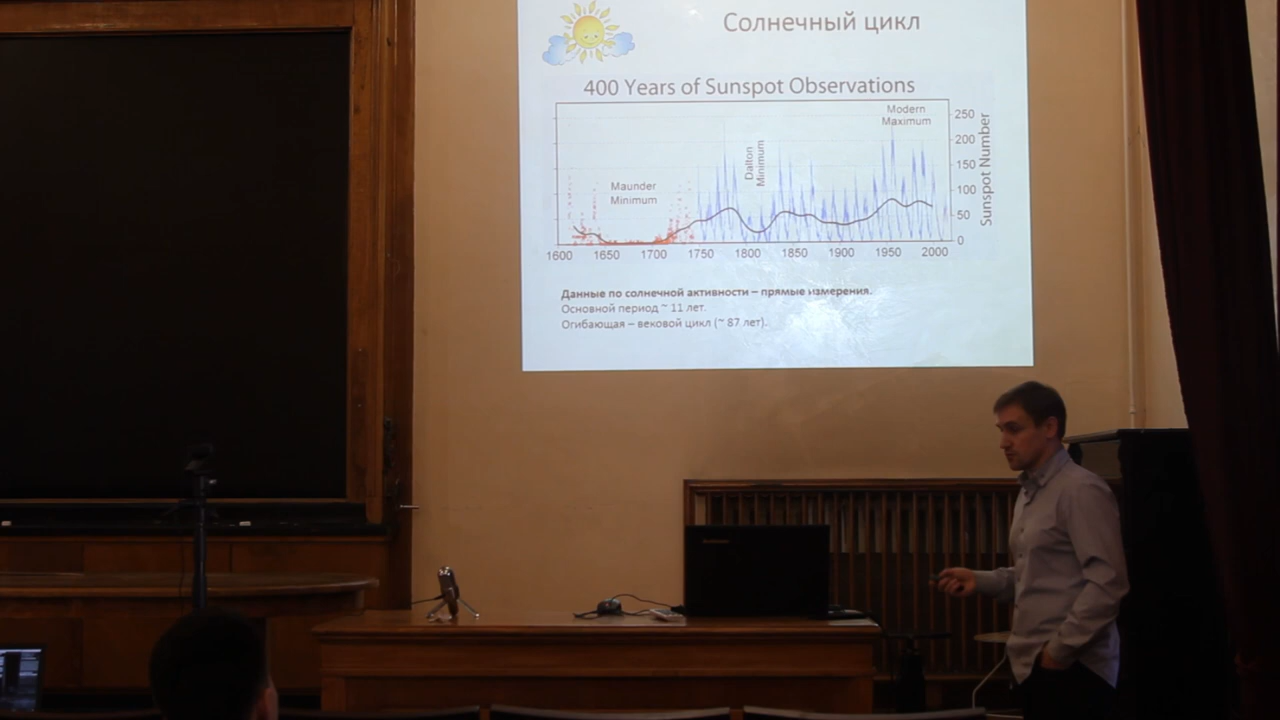 Солнечный цикл
400 Years of Sunspot Observations
Modern
Maximum
Dalton
Minimum
Maunder
Minimum
250
200
150
100
50
0
Sunspot Number
1600 1650 1700 1750 1800 1850 1900 1950 2000
Данные по солнечной активности – прямые измерения.
Основной период ~ 11 лет.
Огибающая – вековой цикл (~ 87 лет).